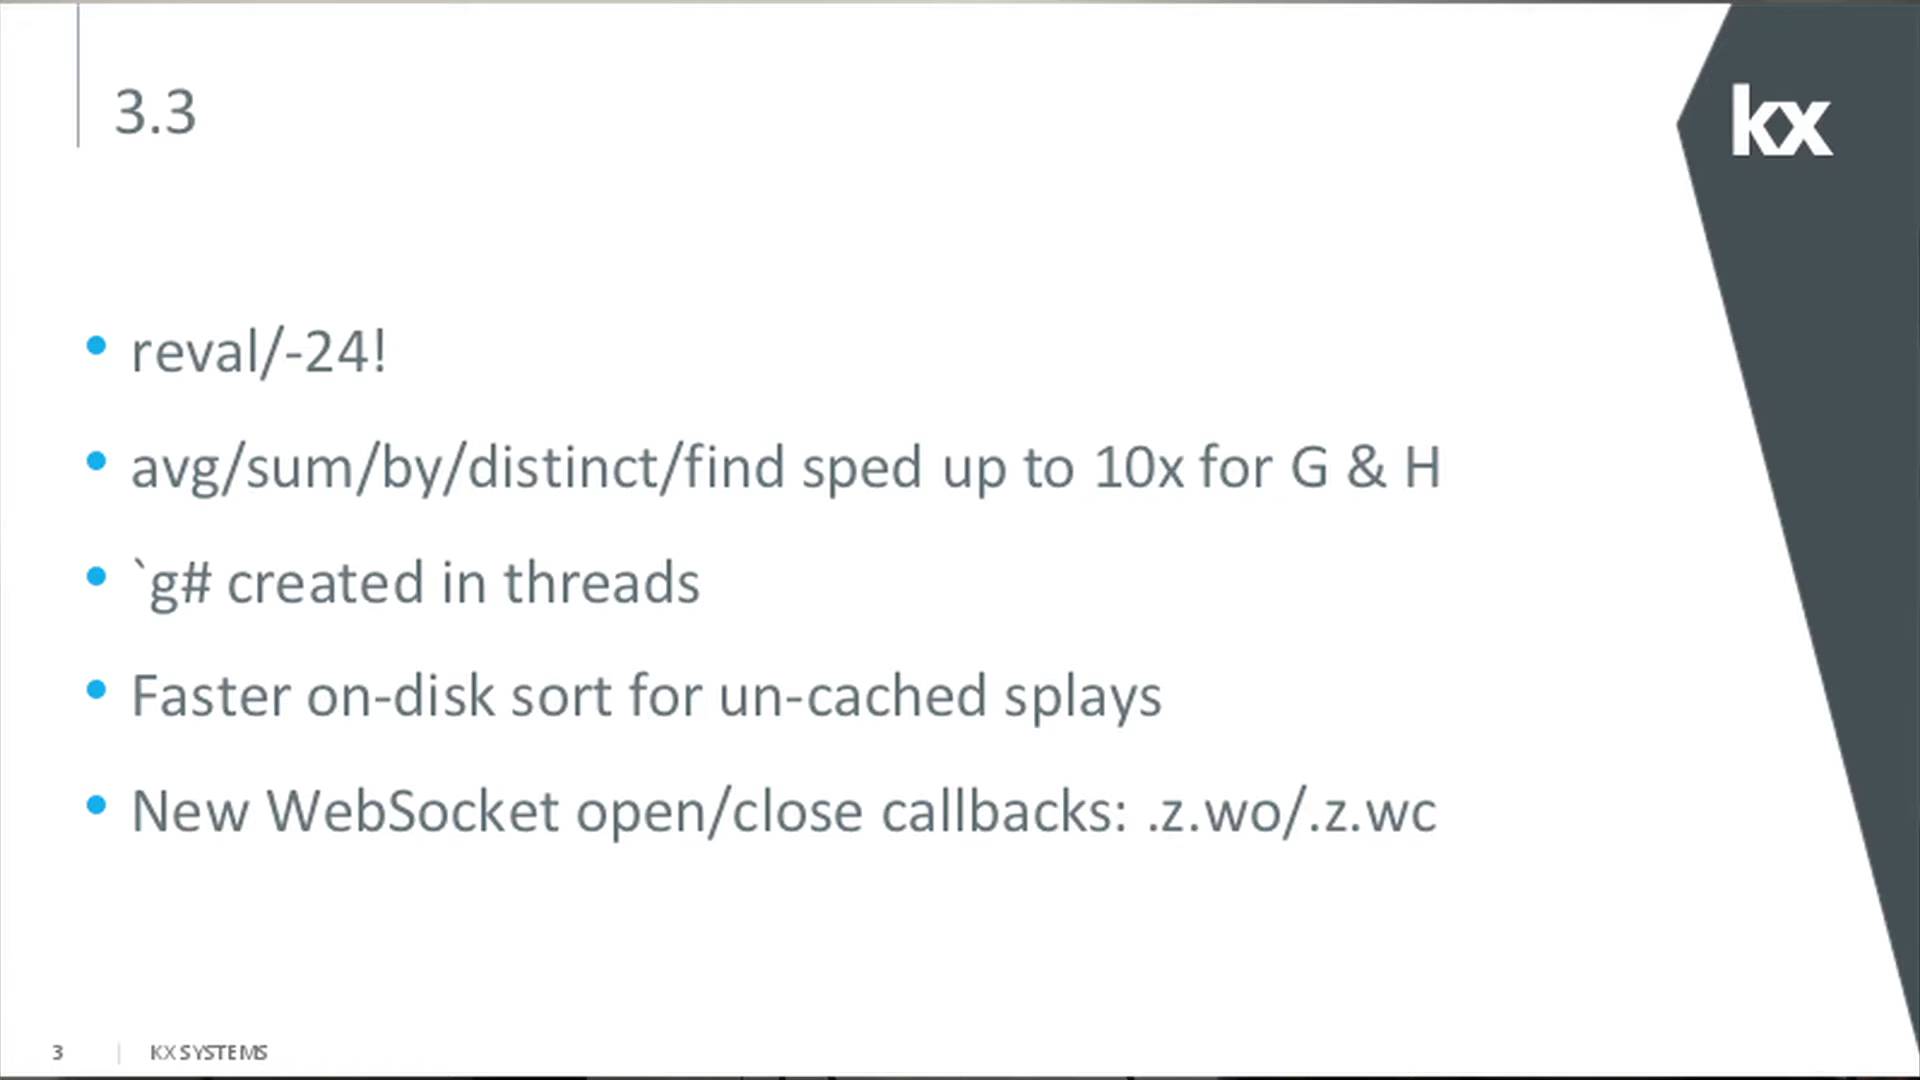 3.3
kx
• reval/-24!
• avg/sum/by/distinct/find sped up to 10x for G & H
• `g# created in threads
• Faster on-disk sort for un-cached splays
• New WebSocket open/close callbacks: .z.wo/.z.wc
3 | KX SYSTEMS